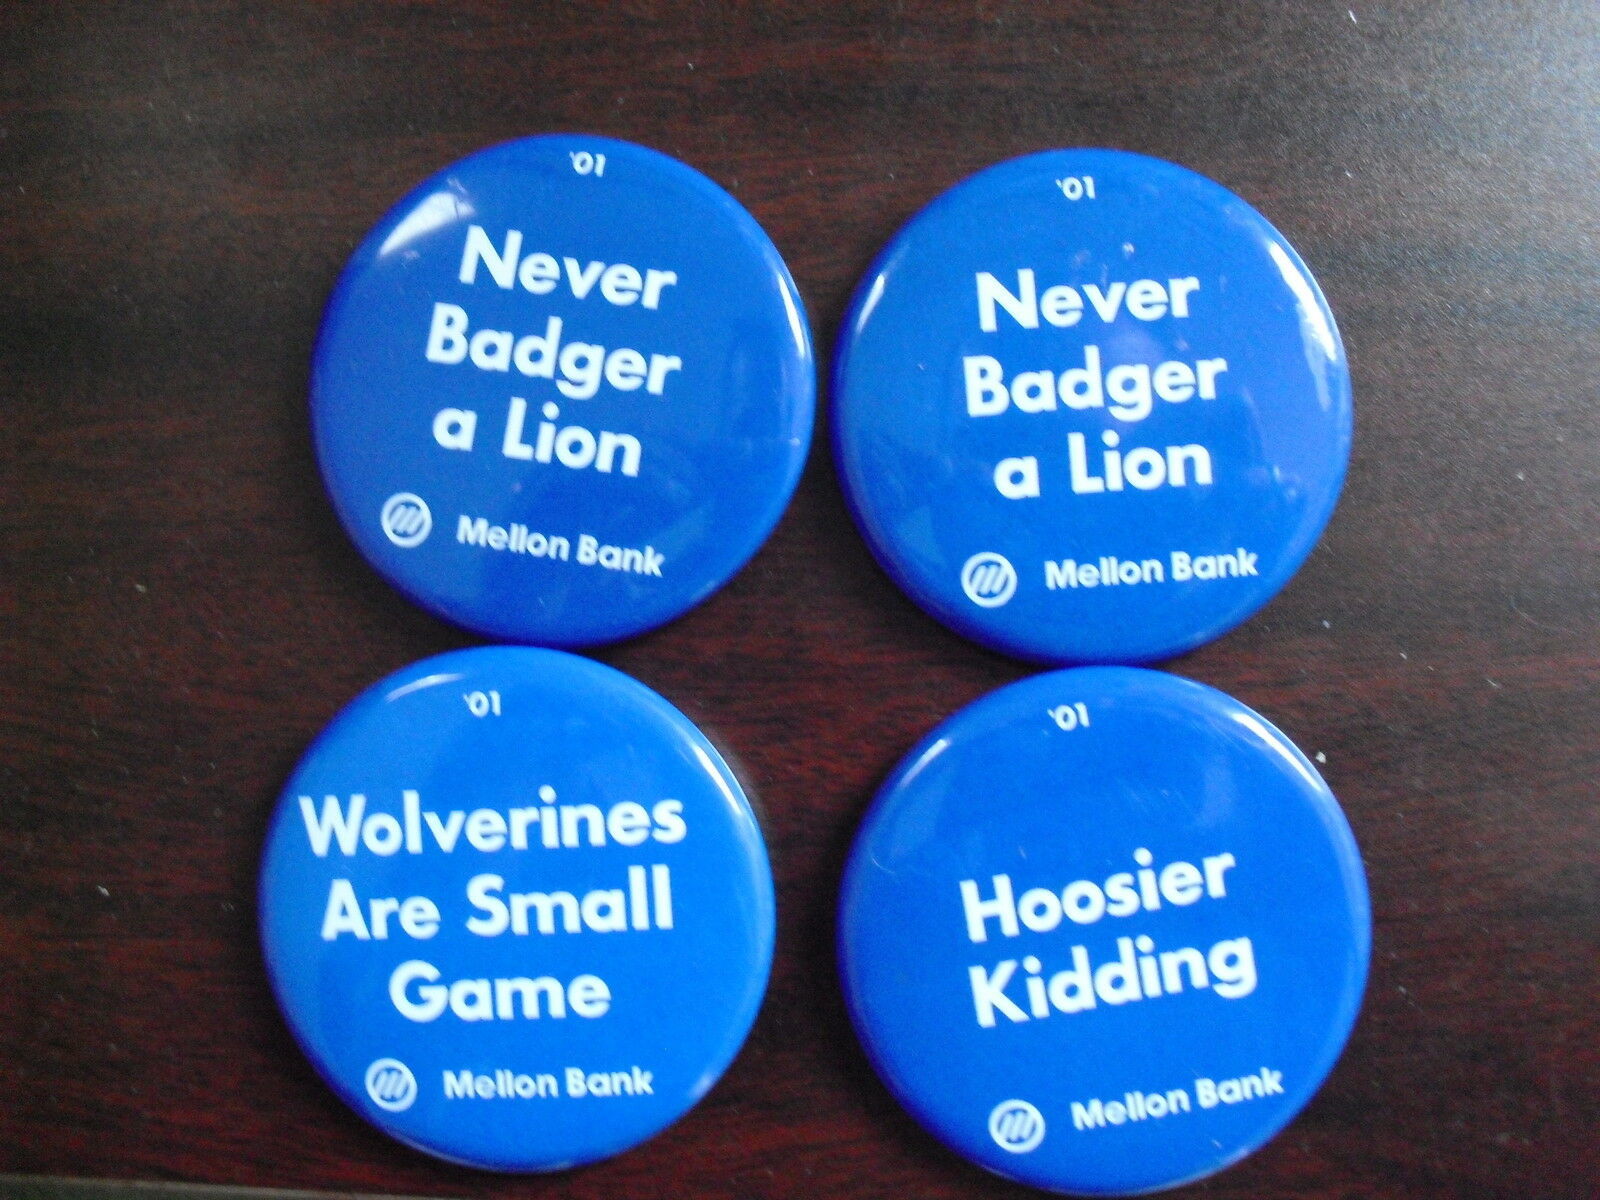 '01
Never
Badger
a Lion
Mellon Bank
'01
Never
Badger
a Lion
Mellon Bank
'01
Wolverines
Are Small
Game
Mellon Bank
'01
Hoosier
Kidding
Mellon Bank